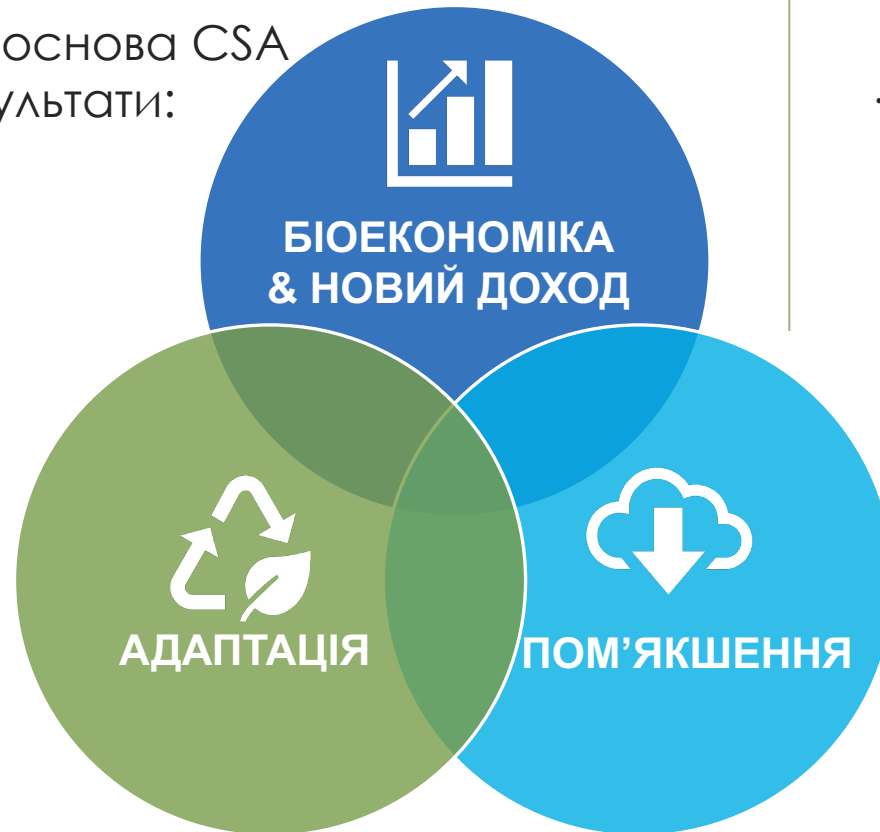 основа CSA
ультати:
БІОЕКОНОМІКА
& НОВИЙ ДОХОД
АДАПТАЦІЯ
ПОМ’ЯКШЕННЯ